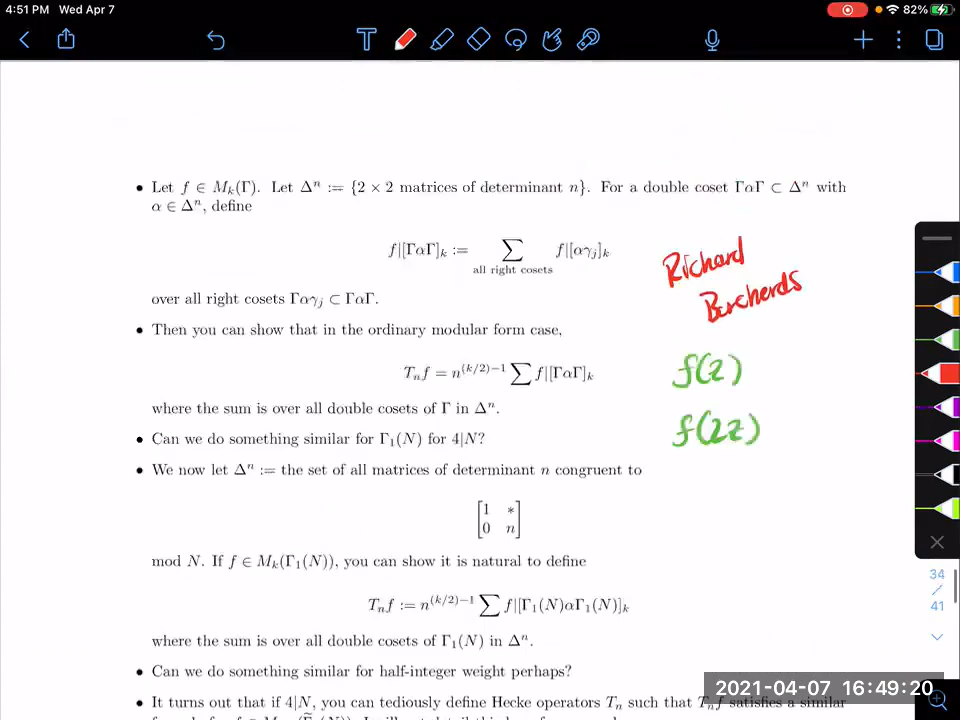 4:51 PM Wed Apr 7
82%
• Let f ∈ M_k(Γ). Let Δ^n := {2 × 2 matrices of determinant n}. For a double coset ΓαΓ ⊂ Δ^n with
α ∈ Δ^n, define
f|[ΓαΓ]_k := ∑ f|[αγ_j]_k
all right cosets
over all right cosets Γαγ_j ⊂ ΓαΓ.
Richard
Borcherds
• Then you can show that in the ordinary modular form case,
T_n f = n^{(k/2)−1} ∑ f|[ΓαΓ]_k
f(z)
where the sum is over all double cosets of Γ in Δ^n.
f(2z)
• Can we do something similar for Γ_1(N) for 4|N?
• We now let Δ^n := the set of all matrices of determinant n congruent to
[1 *
0 n]
mod N. If f ∈ M_k(Γ_1(N)), you can show it is natural to define
T_n f := n^{(k/2)−1} ∑ f|[Γ_1(N)αΓ_1(N)]_k
where the sum is over all double cosets of Γ_1(N) in Δ^n.
• Can we do something similar for half-integer weight perhaps?
• It turns out that if 4|N, you can tediously define Hecke operators T_n such that T_n f satisfies a similar
34
/
41
2021-04-07 16:49:20